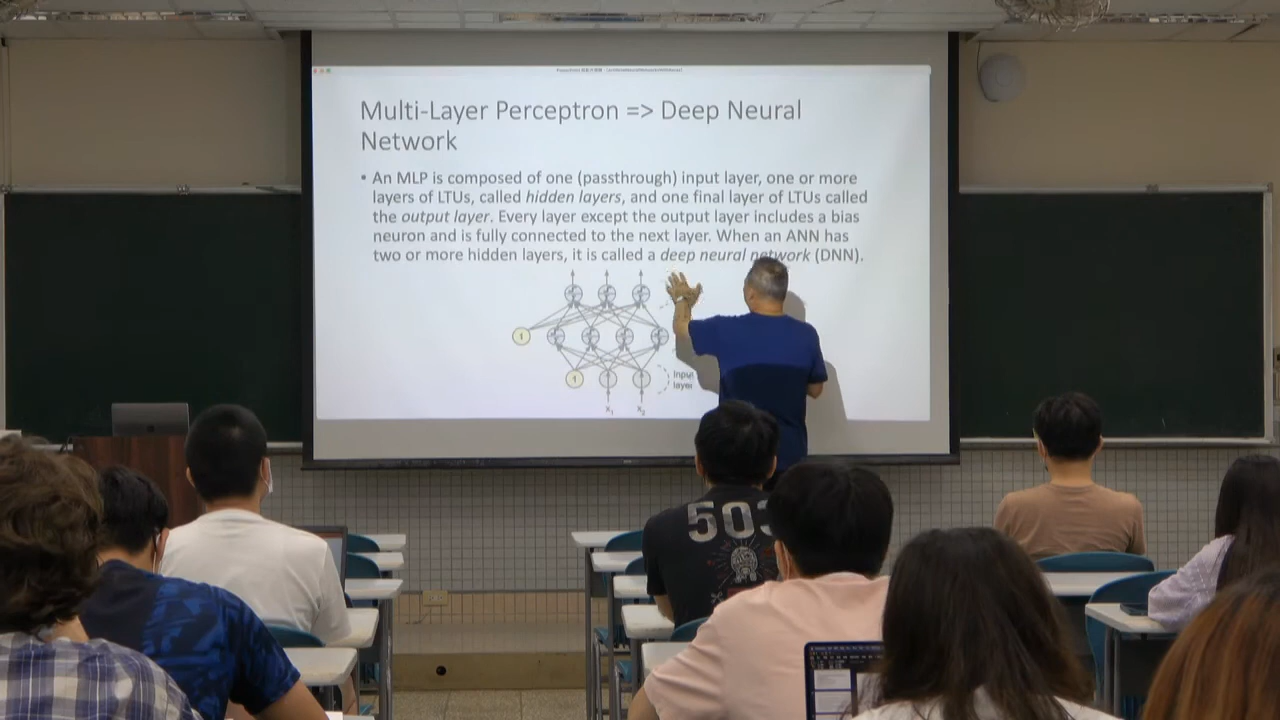 Multi-Layer Perceptron => Deep Neural
Network
• An MLP is composed of one (passthrough) input layer, one or more
layers of LTUs, called hidden layers, and one final layer of LTUs called
the output layer. Every layer except the output layer includes a bias
neuron and is fully connected to the next layer. When an ANN has
two or more hidden layers, it is called a deep neural network (DNN).
1
1
Input
layer
x₁ x₂
503